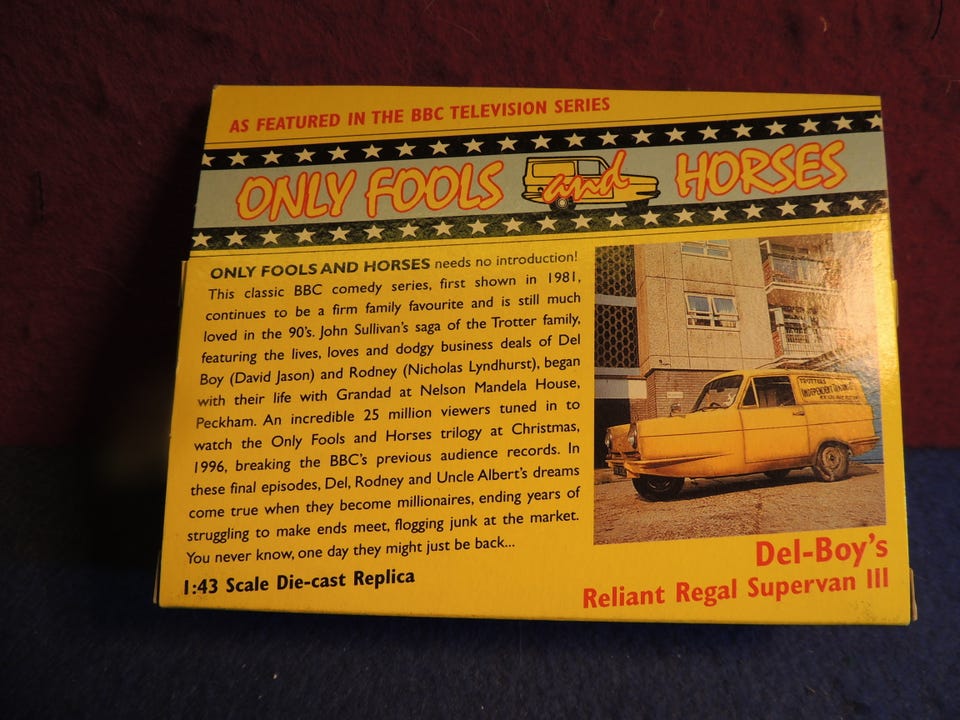 AS FEATURED IN THE BBC TELEVISION SERIES
ONLY FOOLS and HORSES
ONLY FOOLS AND HORSES needs no introduction!
This classic BBC comedy series, first shown in 1981,
continues to be a firm family favourite and is still much
loved in the 90's. John Sullivan's saga of the Trotter family,
featuring the lives, loves and dodgy business deals of Del
Boy (David Jason) and Rodney (Nicholas Lyndhurst), began
with their life with Grandad at Nelson Mandela House,
Peckham. An incredible 25 million viewers tuned in to
watch the Only Fools and Horses trilogy at Christmas,
1996, breaking the BBC's previous audience records. In
these final episodes, Del, Rodney and Uncle Albert's dreams
come true when they become millionaires, ending years of
struggling to make ends meet, flogging junk at the market.
You never know, one day they might just be back...
1:43 Scale Die-cast Replica
TROTTERS
INDEPENDENT TRADING CO
Del-Boy's
Reliant Regal Supervan III